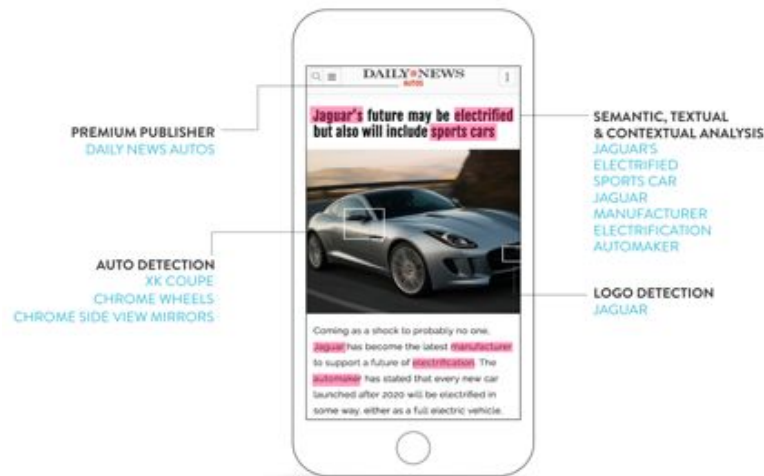 DAILY NEWS
AUTOS
Jaguar's future may be electrified
but also will include sports cars
PREMIUM PUBLISHER
DAILY NEWS AUTOS
SEMANTIC, TEXTUAL
& CONTEXTUAL ANALYSIS
JAGUAR'S
ELECTRIFIED
SPORTS CAR
JAGUAR
MANUFACTURER
ELECTRIFICATION
AUTOMAKER
AUTO DETECTION
XK COUPE
CHROME WHEELS
CHROME SIDE VIEW MIRRORS
LOGO DETECTION
JAGUAR
Coming as a shock to probably no one,
Jaguar has become the latest manufacturer
to support a future of electrification. The
automaker has stated that every new car
launched after 2020 will be electrified in
some way, either as a full electric vehicle,